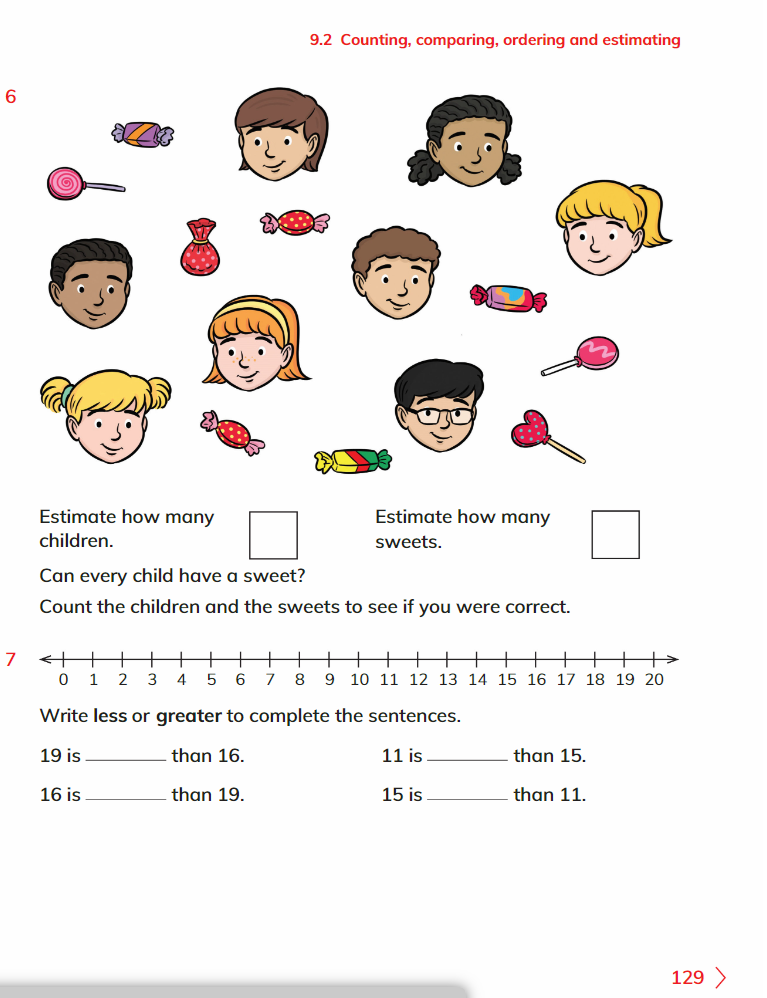 9.2 Counting, comparing, ordering and estimating
6
Estimate how many
children.
Estimate how many
sweets.
Can every child have a sweet?
Count the children and the sweets to see if you were correct.
7
0 1 2 3 4 5 6 7 8 9 10 11 12 13 14 15 16 17 18 19 20
Write less or greater to complete the sentences.
19 is ________ than 16.
11 is ________ than 15.
16 is ________ than 19.
15 is ________ than 11.
129